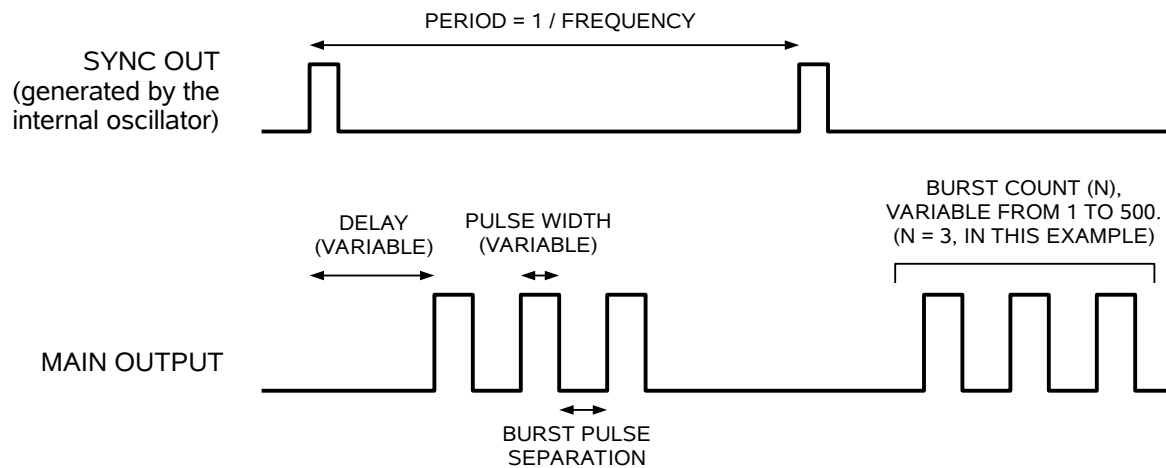 PERIOD = 1 / FREQUENCY
SYNC OUT
(generated by the
internal oscillator)
BURST COUNT (N),
VARIABLE FROM 1 TO 500.
(N = 3, IN THIS EXAMPLE)
DELAY
(VARIABLE)
PULSE WIDTH
(VARIABLE)
MAIN OUTPUT
BURST PULSE
SEPARATION